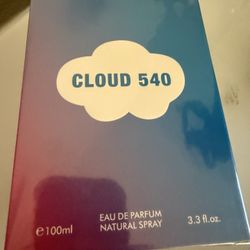 CLOUD 540
EAU DE PARFUM
NATURAL SPRAY
℮100ml
3.3 fl.oz.